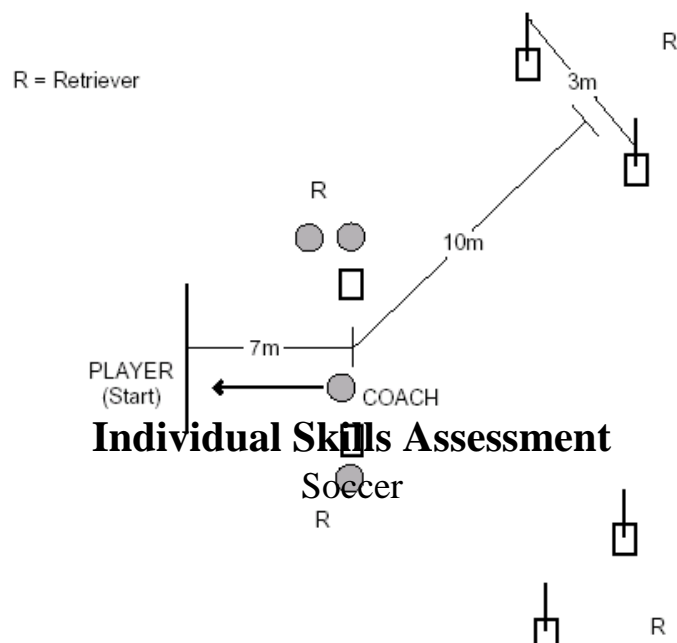 R
R = Retriever
3m
R
10m
7m
PLAYER
(Start)
COACH
Individual Skills Assessment
Soccer
R
R